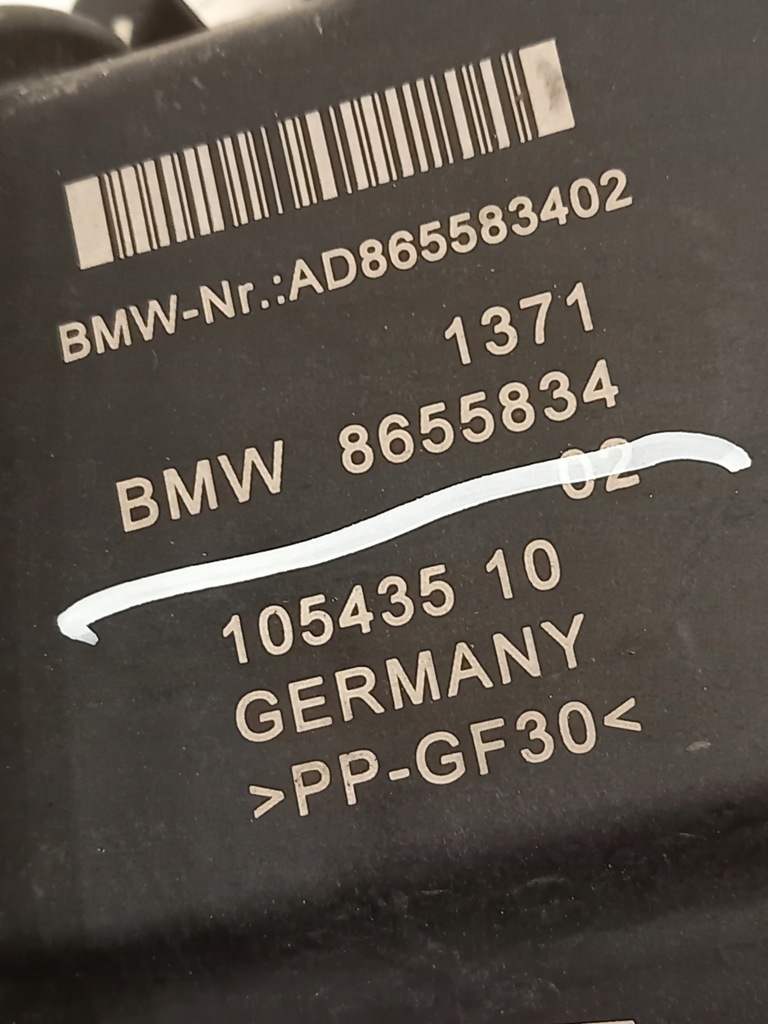 BMW-Nr.:AD865583402
1371
BMW 8655834
02
105435 10
GERMANY
>PP-GF30<